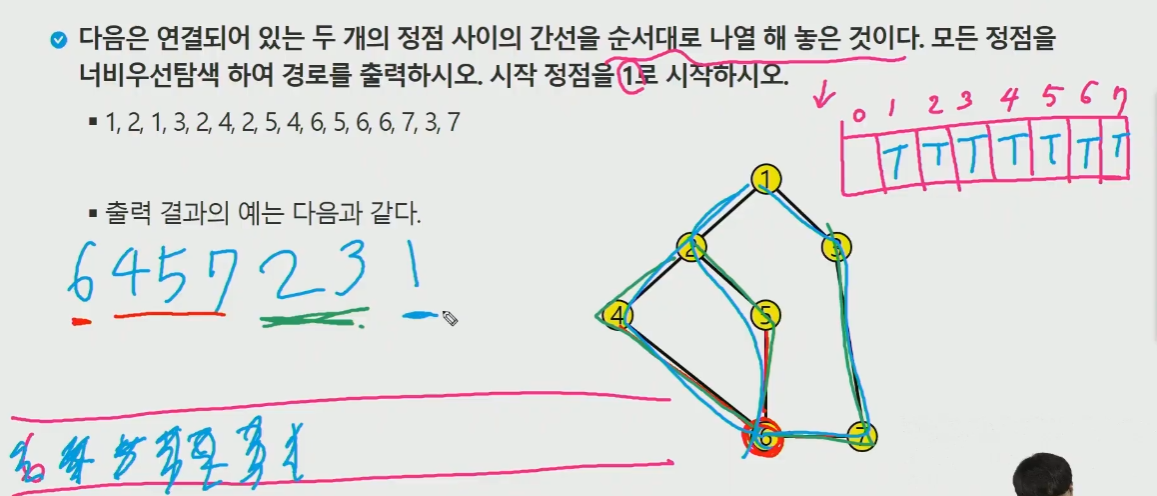 다음은 연결되어 있는 두 개의 정점 사이의 간선을 순서대로 나열 해 놓은 것이다. 모든 정점을
너비우선탐색 하여 경로를 출력하시오. 시작 정점을 1로 시작하시오.
1, 2, 1, 3, 2, 4, 2, 5, 4, 6, 5, 6, 6, 7, 3, 7
0 1 2 3 4 5 6 7
T T T T T T T
출력 결과의 예는 다음과 같다.
6 4 5 7 2 3 1
1
2 3
4 5
6 7